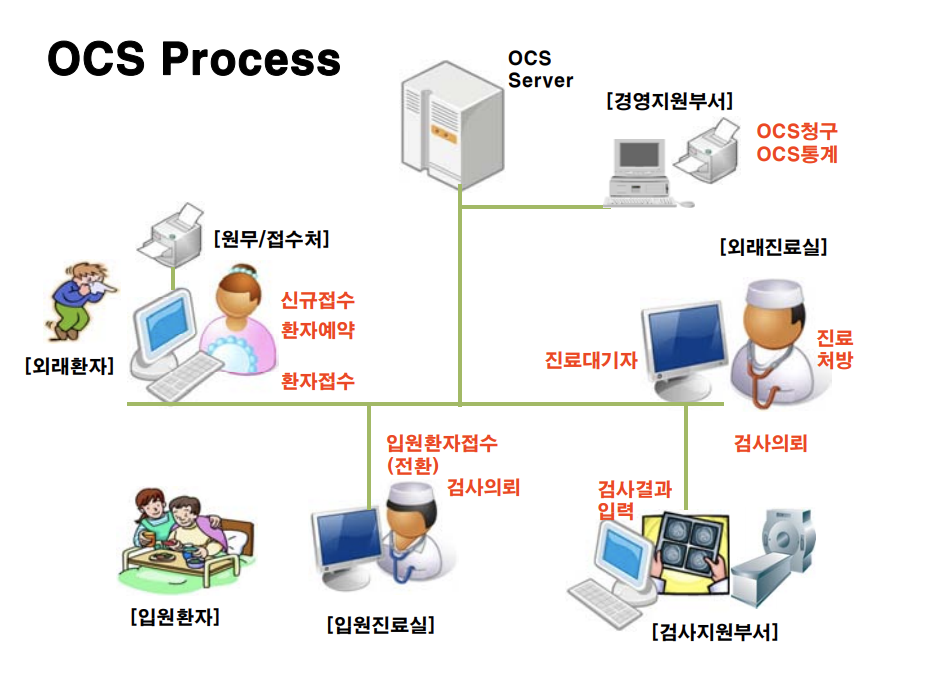 OCS Process
OCS
Server
[경영지원부서]
OCS청구
OCS통계
[원무/접수처]
[외래진료실]
신규접수
환자예약
[외래환자]
환자접수
진료대기자
진료
처방
입원환자접수
(전환)
검사의뢰
검사의뢰
검사결과
입력
[입원환자]
[입원진료실]
[검사지원부서]